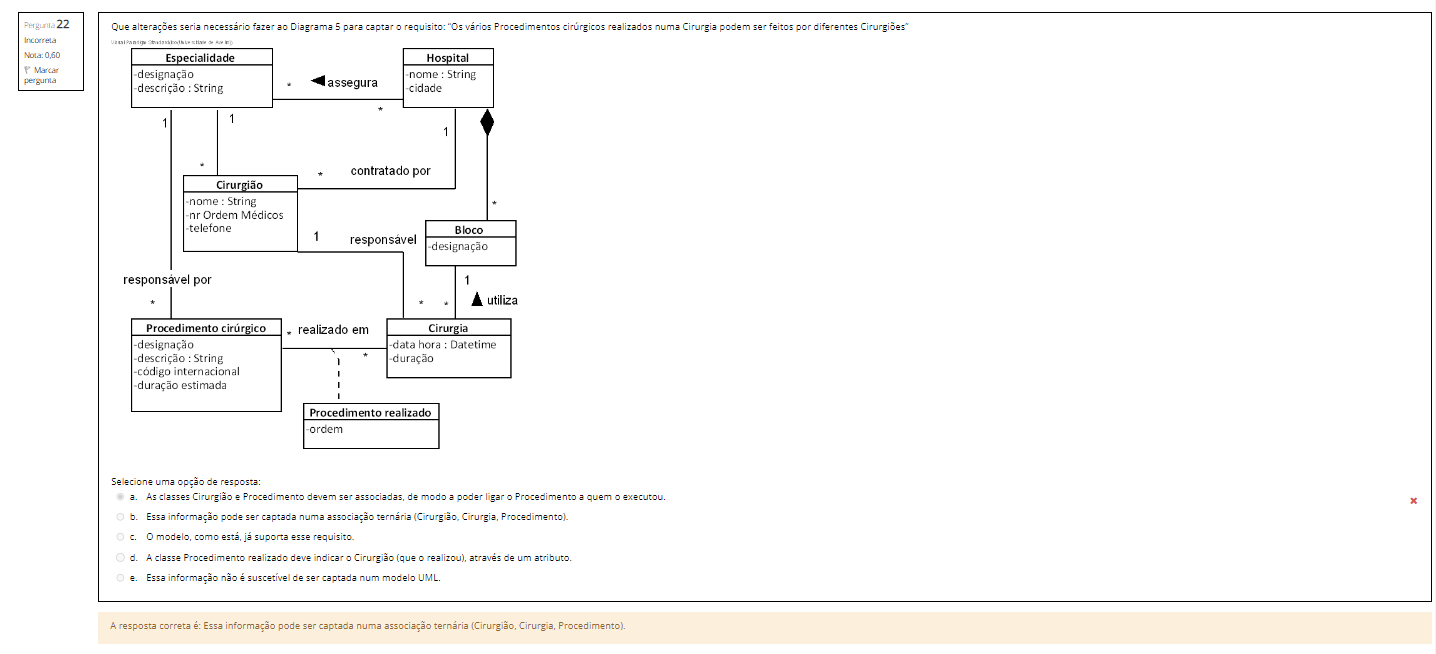 Pergunta 22
Incorreta
Nota: 0,60
Marcar
pergunta
Que alterações seria necessário fazer ao Diagrama 5 para captar o requisito: "Os vários Procedimentos cirúrgicos realizados numa Cirurgia podem ser feitos por diferentes Cirurgiões"
Especialidade
-designação
-descrição : String
* assegura
*
Hospital
-nome : String
-cidade
1
1
1
*
* contratado por
Cirurgião
-nome : String
-nr Ordem Médicos
-telefone
*
1 responsável
Bloco
-designação
responsável por
*
1
* * utiliza
Procedimento cirúrgico
-designação
-descrição : String
-código internacional
-duração estimada
* realizado em
*
Cirurgia
-data hora : Datetime
-duração
Procedimento realizado
-ordem
Selecione uma opção de resposta:
a. As classes Cirurgião e Procedimento devem ser associadas, de modo a poder ligar o Procedimento a quem o executou.
b. Essa informação pode ser captada numa associação ternária (Cirurgião, Cirurgia, Procedimento).
c. O modelo, como está, já suporta esse requisito.
d. A classe Procedimento realizado deve indicar o Cirurgião (que o realizou), através de um atributo.
e. Essa informação não é suscetível de ser captada num modelo UML.
A resposta correta é: Essa informação pode ser captada numa associação ternária (Cirurgião, Cirurgia, Procedimento).